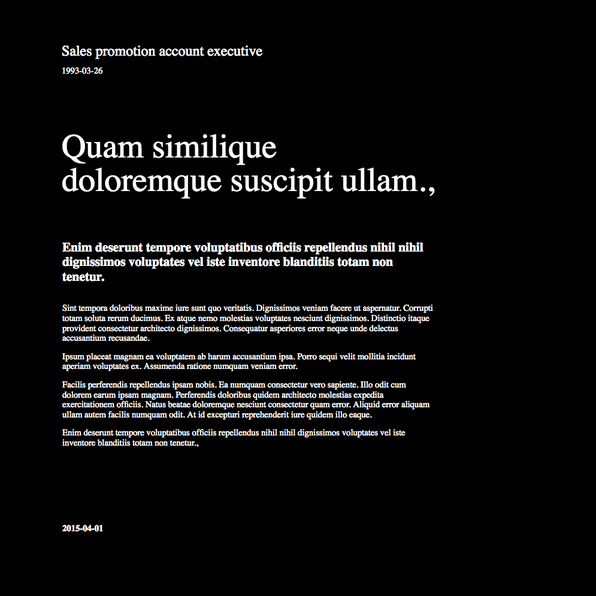 Sales promotion account executive
1993-03-26
Quam similique
doloremque suscipit ullam.,
Enim deserunt tempore voluptatibus officiis repellendus nihil nihil
dignissimos voluptates vel iste inventore blanditiis totam non
tenetur.
Sint tempora doloribus maxime iure sunt quo veritatis. Dignissimos veniam facere ut aspernatur. Corrupti
totam soluta rerum ducimus. Ex atque nemo molestias voluptates nesciunt dignissimos. Distinctio itaque
provident consectetur architecto dignissimos. Consequatur asperiores error neque unde delectus
accusantium recusandae.
Ipsum placeat magnam ea voluptatem ab harum accusantium ipsa. Porro sequi velit mollitia incidunt
aperiam voluptates ex. Assumenda ratione numquam veniam error.
Facilis perferendis repellendus ipsam nobis. Ea numquam consectetur vero sapiente. Illo odit cum
dolorem earum ipsam magnam. Perferendis doloribus quidem architecto molestias expedita
exercitationem officiis. Natus beatae doloremque nesciunt consectetur quam error. Aliquid error aliquam
ullam autem facilis numquam odit. At id excepturi reprehenderit iure quidem illo eaque.
Enim deserunt tempore voluptatibus officiis repellendus nihil nihil dignissimos voluptates vel iste
inventore blanditiis totam non tenetur.,
2015-04-01